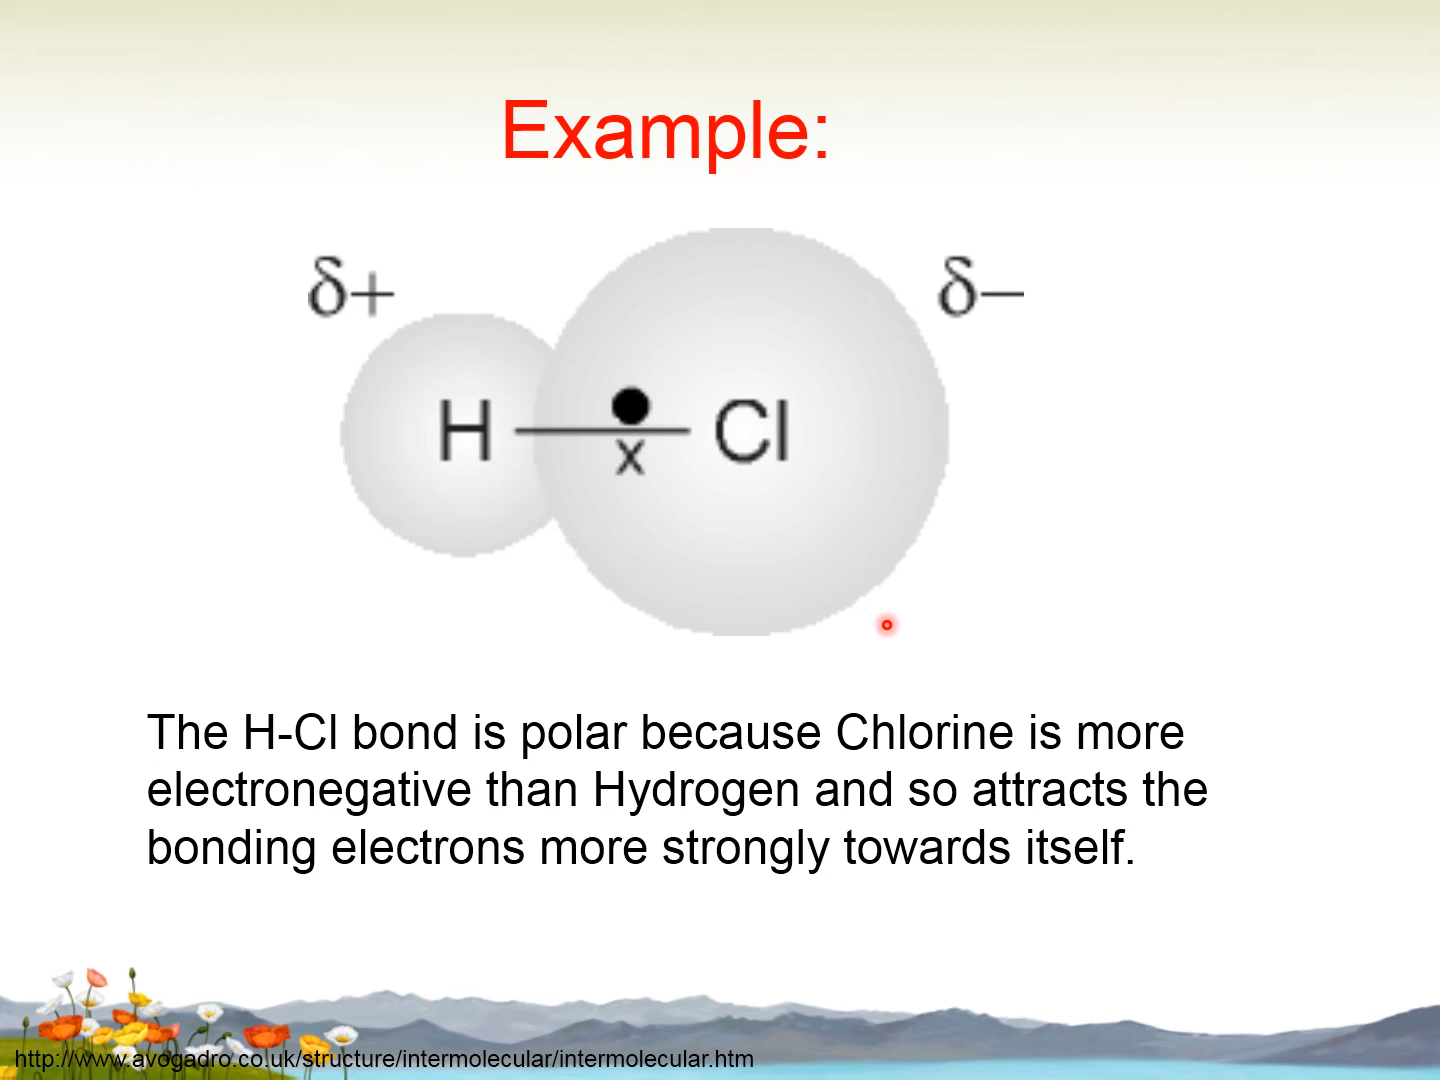 Example:
δ+ δ−
H Cl
x
The H-Cl bond is polar because Chlorine is more
electronegative than Hydrogen and so attracts the
bonding electrons more strongly towards itself.
http://www.avogadro.co.uk/structure/intermolecular/intermolecular.htm